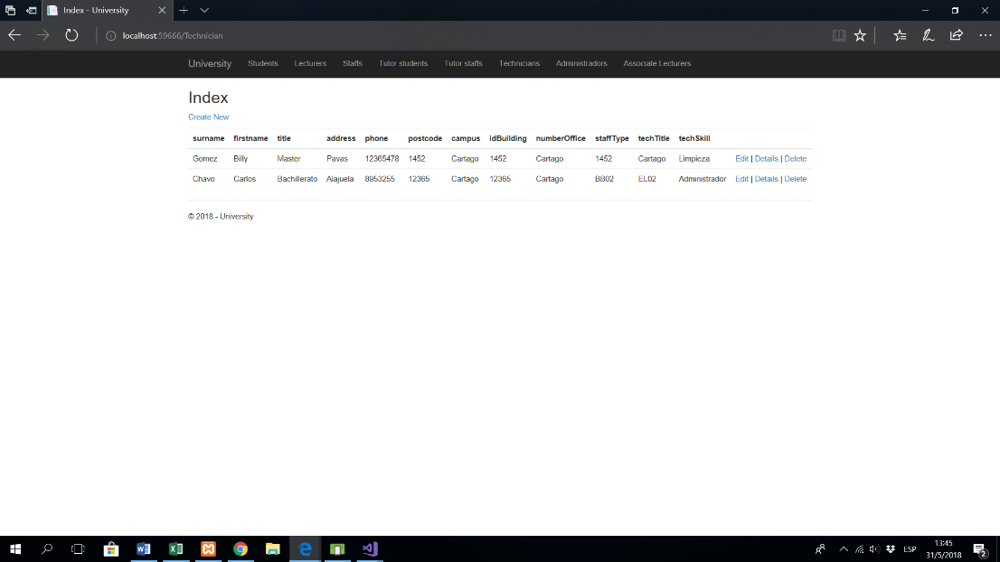 Index - University
localhost:59666/Technician
University Students Lecturers Staffs Tutor students Tutor staffs Technicians Administradors Associate Lecturers
Index
Create New
surname firstname title address phone postcode campus idBuilding numberOffice staffType techTitle techSkill
Gomez Billy Master Pavas 12365478 1452 Cartago 1452 Cartago 1452 Cartago Limpieza Edit | Details | Delete
Chavo Carlos Bachillerato Alajuela 8953255 12365 Cartago 12365 Cartago BB02 EL02 Administrador Edit | Details | Delete
© 2018 - University
ESP
13:45
31/5/2018
2